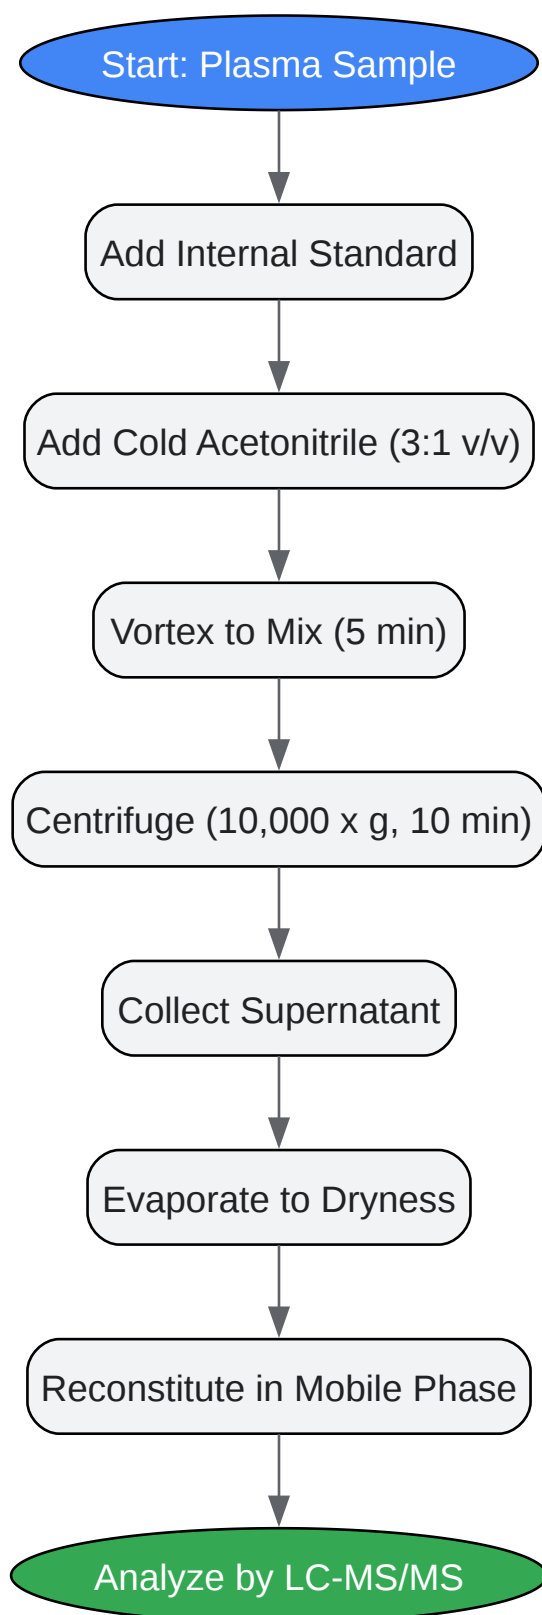 Start: Plasma Sample
Add Internal Standard
Add Cold Acetonitrile (3:1 v/v)
Vortex to Mix (5 min)
Centrifuge (10,000 x g, 10 min)
Collect Supernatant
Evaporate to Dryness
Reconstitute in Mobile Phase
Analyze by LC-MS/MS